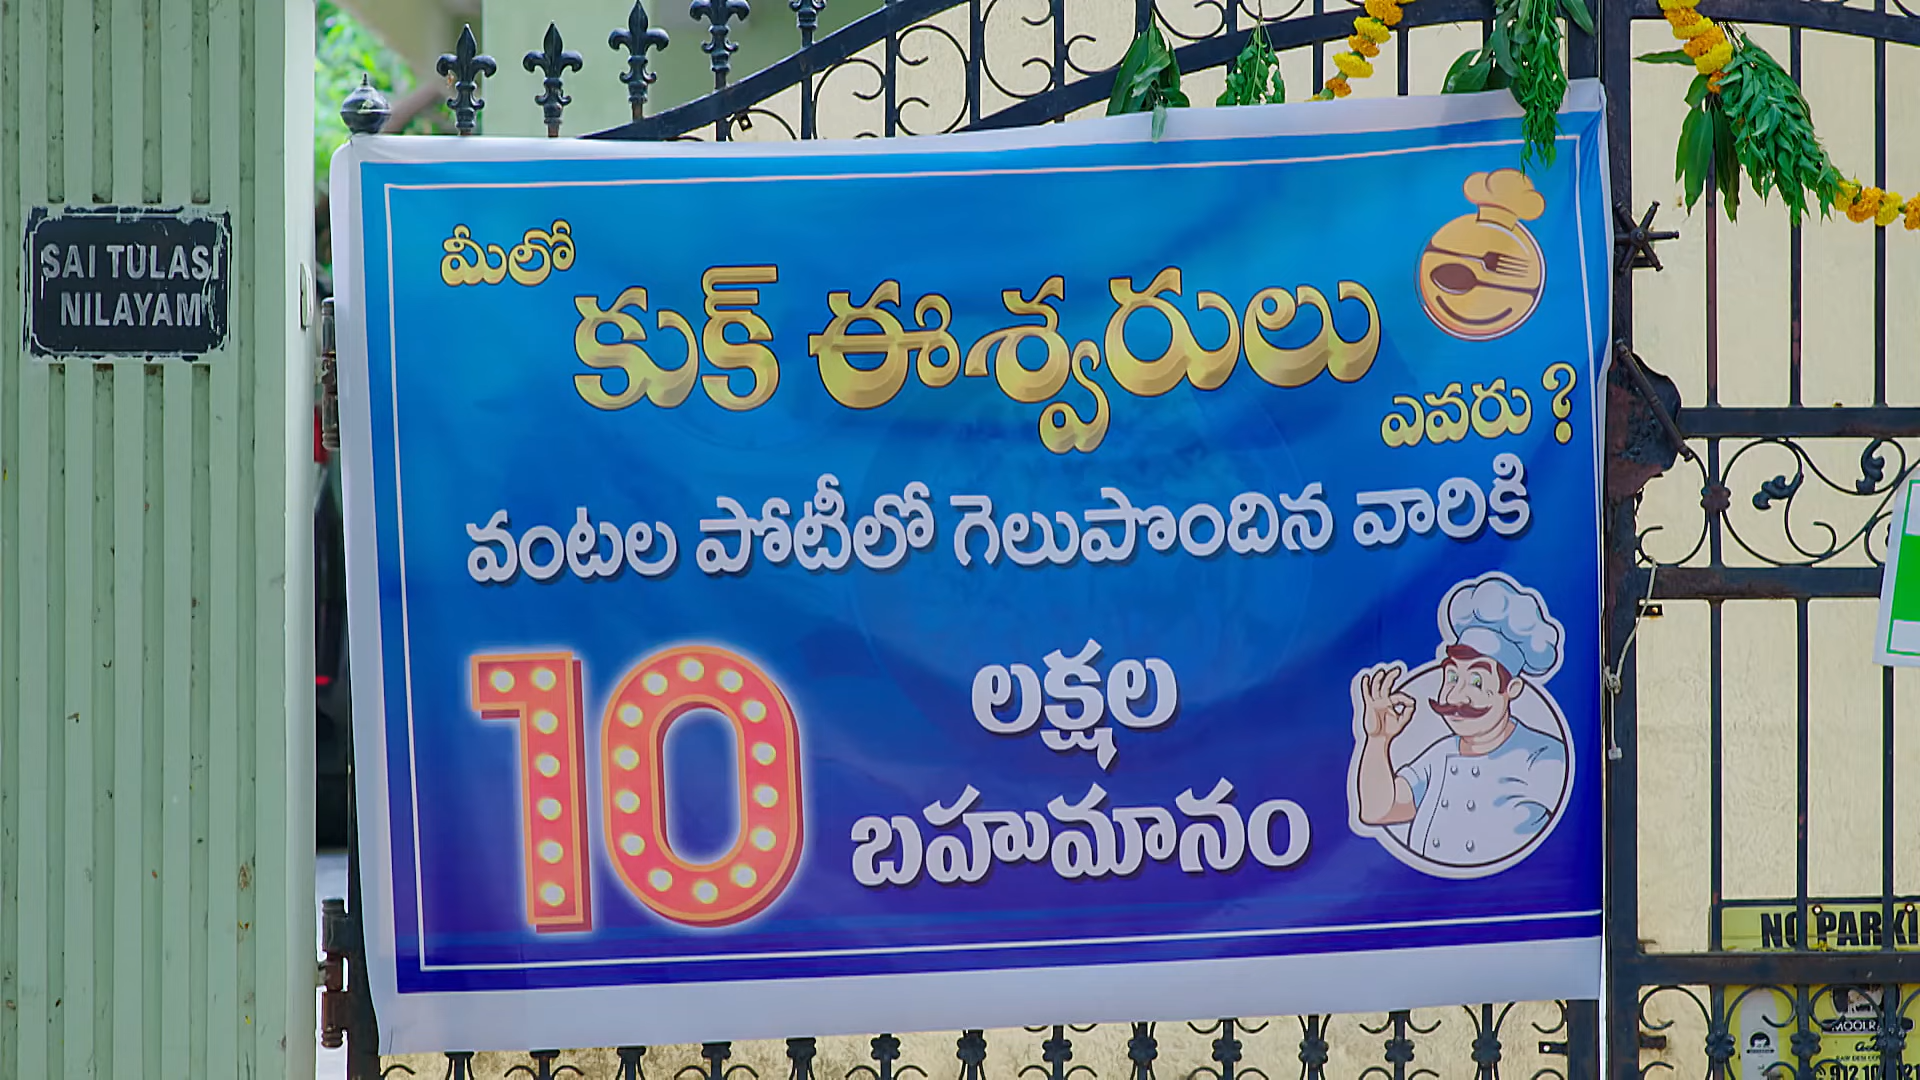 SAI TULASI
NILAYAM
మీలో
కుక్ ఈశ్వరులు
ఎవరు ?
వంటల పోటీలో గెలుపొందిన వారికి
10 లక్షల
బహుమానం
NO PARKI